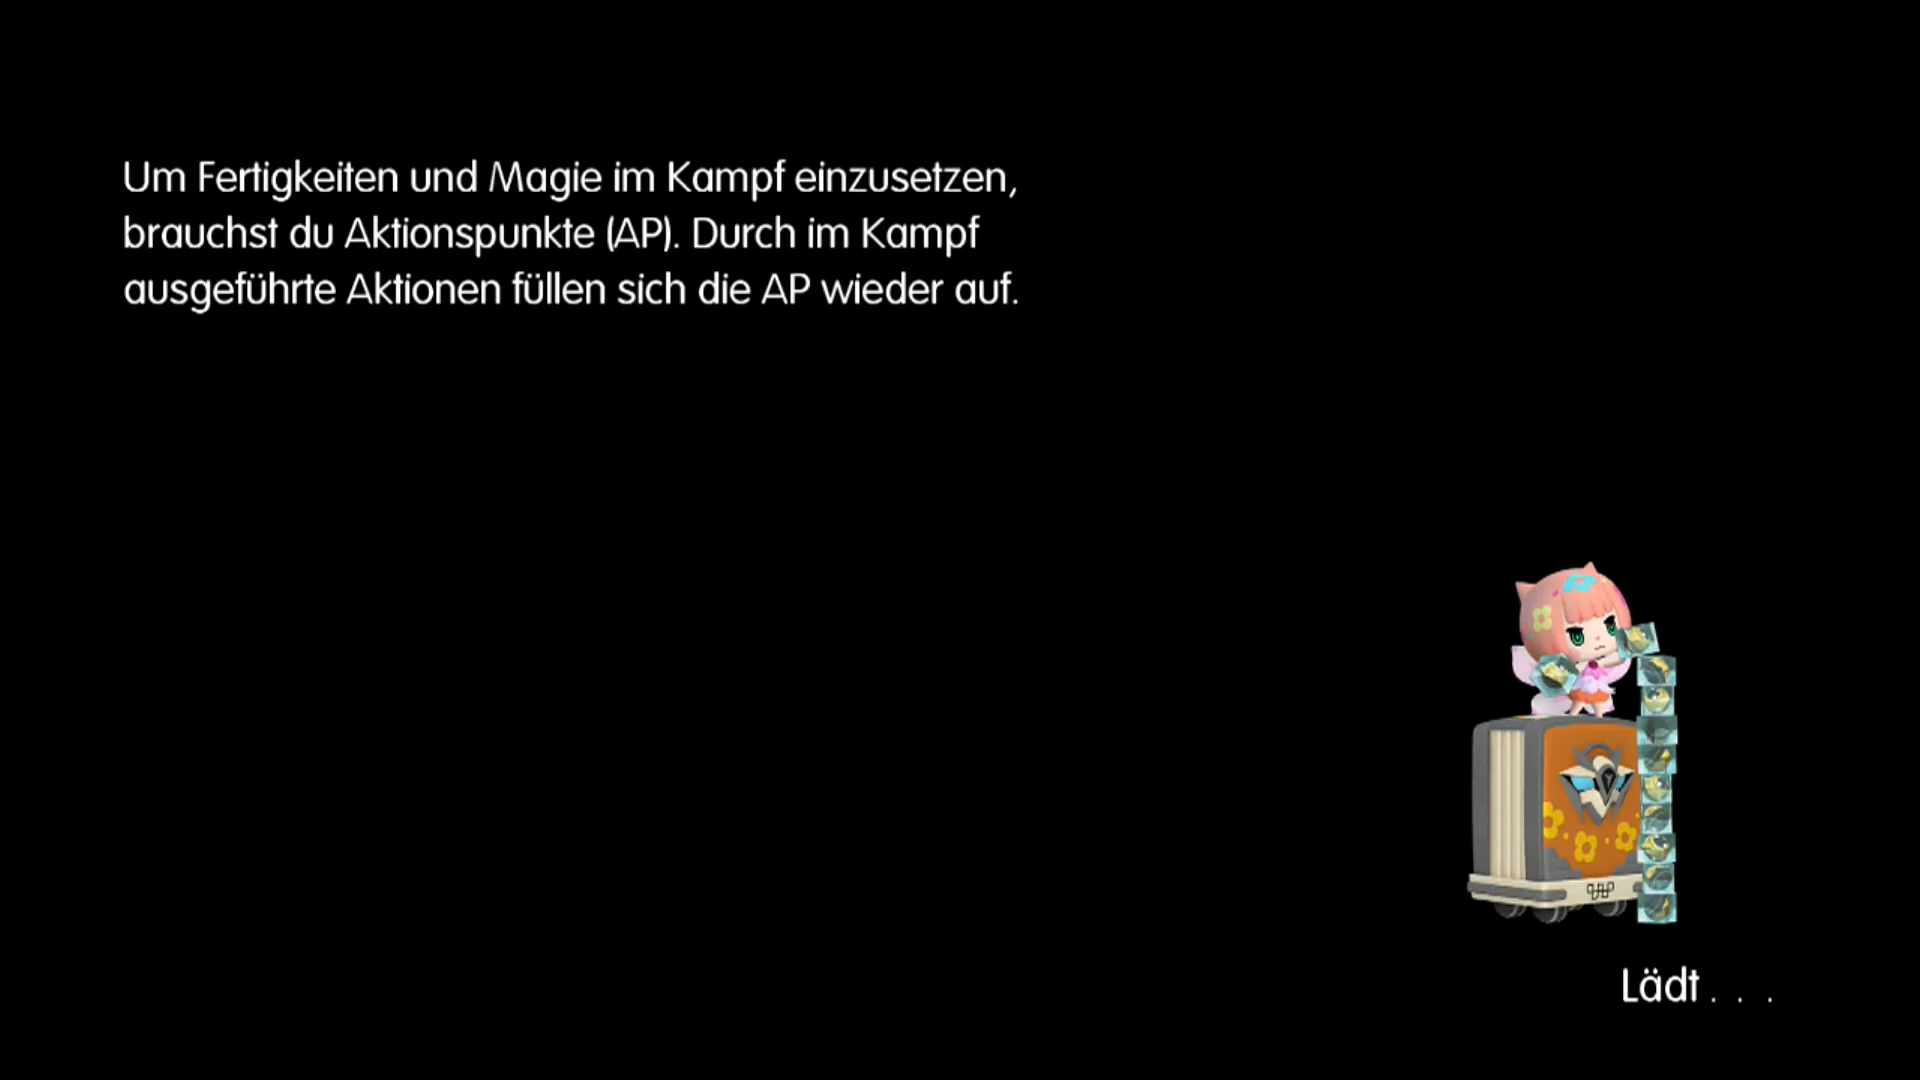 Um Fertigkeiten und Magie im Kampf einzusetzen,
brauchst du Aktionspunkte (AP). Durch im Kampf
ausgeführte Aktionen füllen sich die AP wieder auf.
Lädt . . .